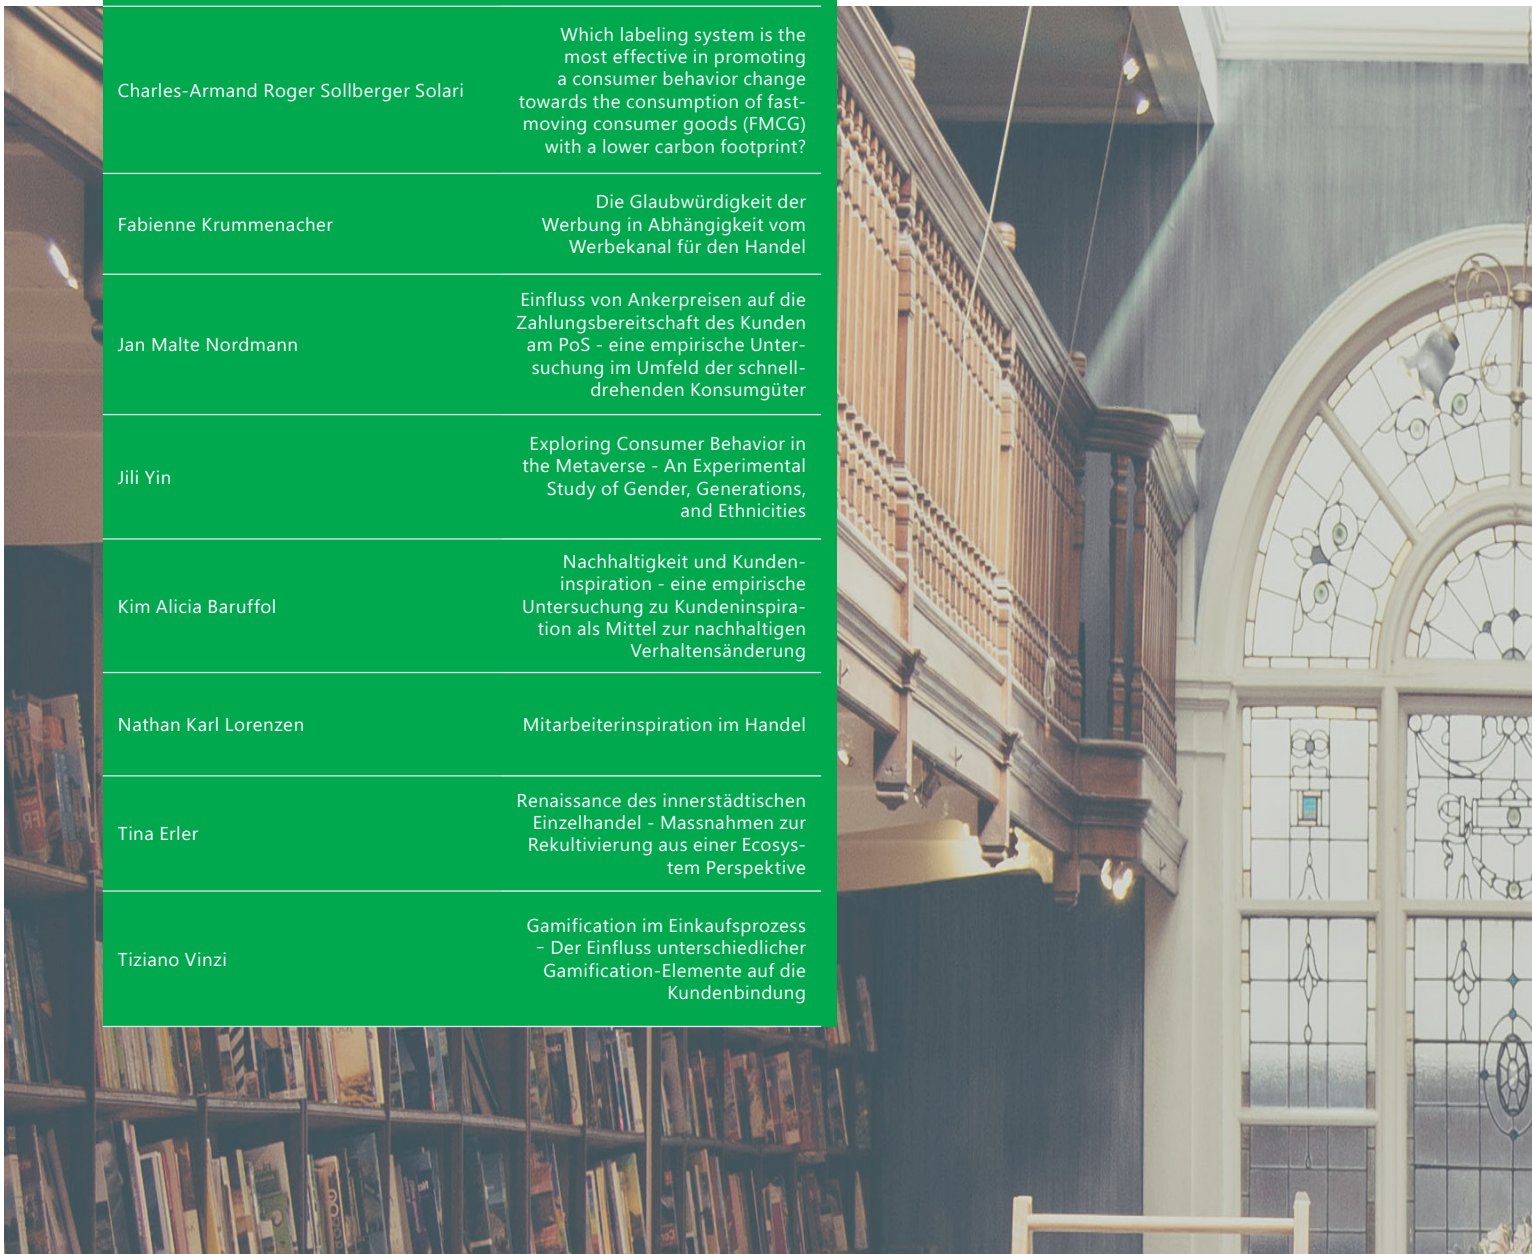 Charles-Armand Roger Sollberger Solari
Which labeling system is the
most effective in promoting
a consumer behavior change
towards the consumption of fast-
moving consumer goods (FMCG)
with a lower carbon footprint?
Fabienne Krummenacher
Die Glaubwürdigkeit der
Werbung in Abhängigkeit vom
Werbekanal für den Handel
Jan Malte Nordmann
Einfluss von Ankerpreisen auf die
Zahlungsbereitschaft des Kunden
am PoS - eine empirische Unter-
suchung im Umfeld der schnell-
drehenden Konsumgüter
Jili Yin
Exploring Consumer Behavior in
the Metaverse - An Experimental
Study of Gender, Generations,
and Ethnicities
Kim Alicia Baruffol
Nachhaltigkeit und Kunden-
inspiration - eine empirische
Untersuchung zu Kundeninspira-
tion als Mittel zur nachhaltigen
Verhaltensänderung
Nathan Karl Lorenzen
Mitarbeiterinspiration im Handel
Tina Erler
Renaissance des innerstädtischen
Einzelhandel - Massnahmen zur
Rekultivierung aus einer Ecosys-
tem Perspektive
Tiziano Vinzi
Gamification im Einkaufsprozess
– Der Einfluss unterschiedlicher
Gamification-Elemente auf die
Kundenbindung